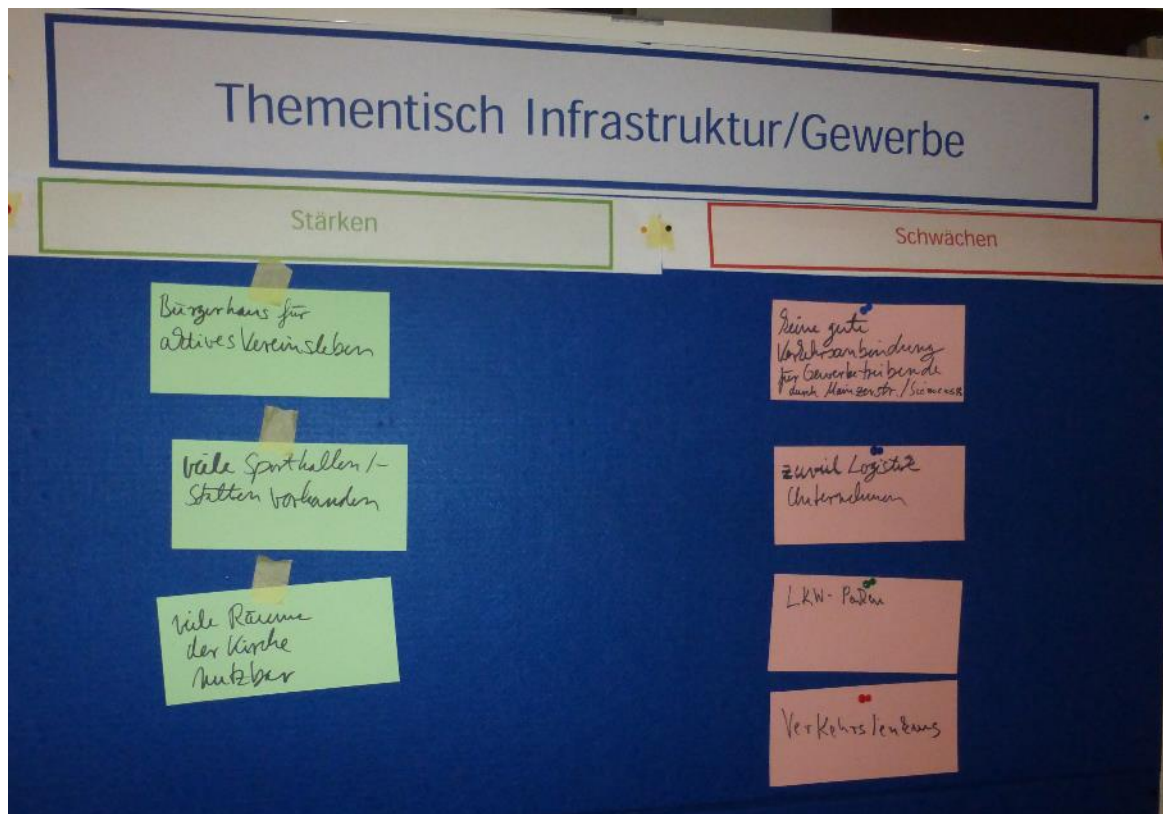 Thementisch Infrastruktur/Gewerbe
Stärken
Schwächen
Bürgerhaus für
aktives Vereinsleben
viele Sporthallen/-
stätten vorhanden
viele Räume
der Kirche
nutzbar
Keine gute
Verkehrsanbindung
für Gewerbetreibende
durch Mainzerstr./Siemensstr
zuviel Logistik
Unternehmen
LKW-Parken
Verkehrslenkung